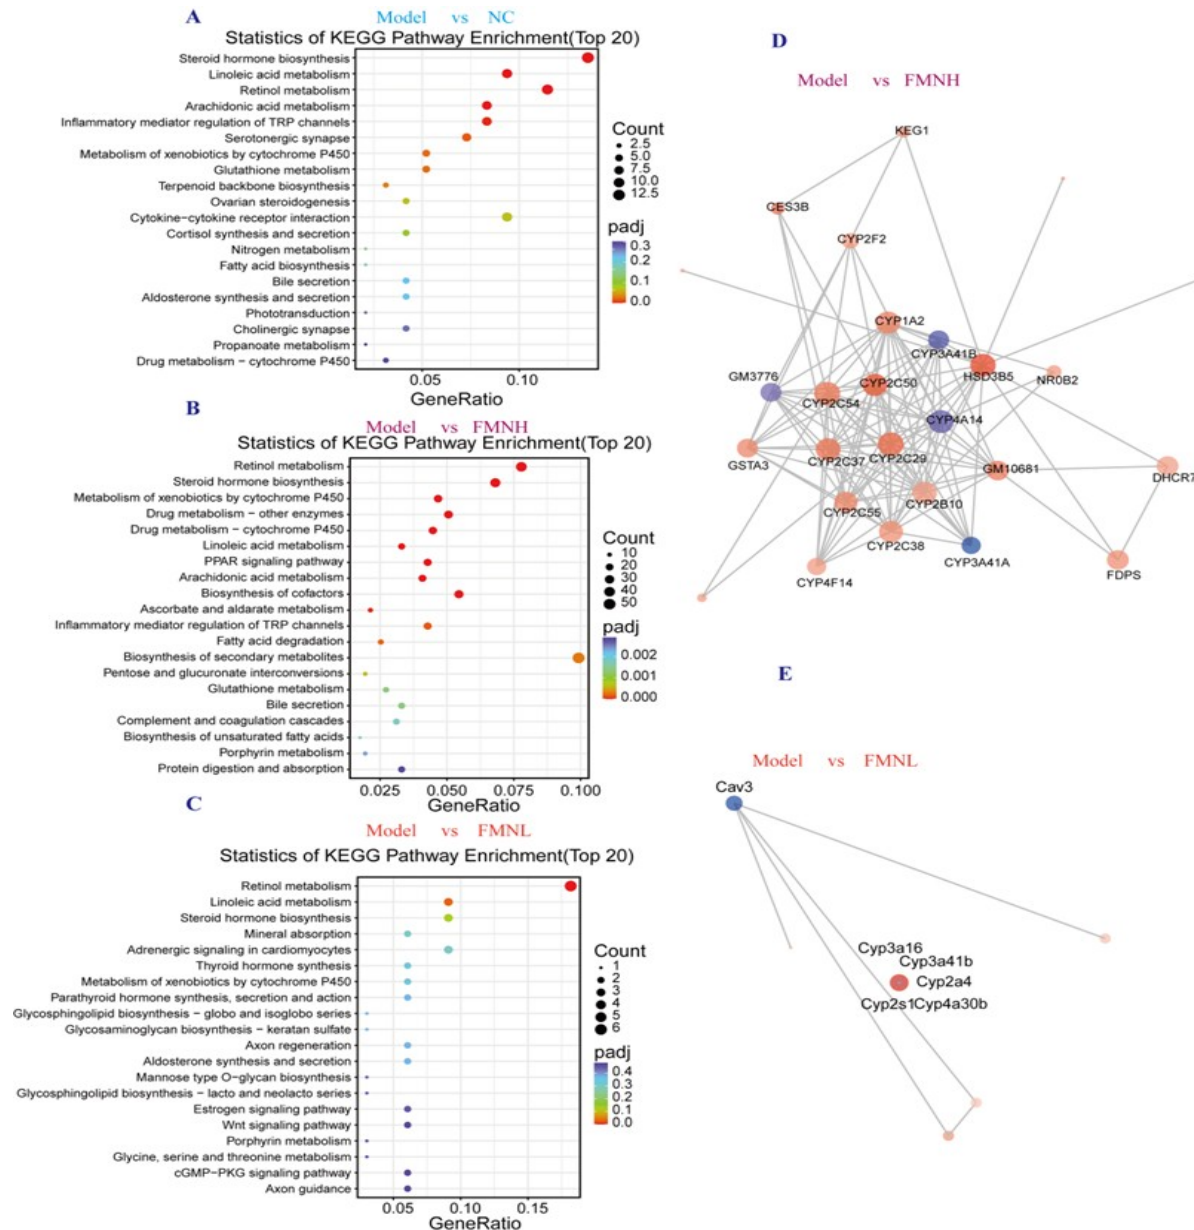 A
Model vs NC
Statistics of KEGG Pathway Enrichment(Top 20)
Steroid hormone biosynthesis
Linoleic acid metabolism
Retinol metabolism
Arachidonic acid metabolism
Inflammatory mediator regulation of TRP channels
Serotonergic synapse
Metabolism of xenobiotics by cytochrome P450
Glutathione metabolism
Terpenoid backbone biosynthesis
Ovarian steroidogenesis
Cytokine−cytokine receptor interaction
Cortisol synthesis and secretion
Nitrogen metabolism
Fatty acid biosynthesis
Bile secretion
Aldosterone synthesis and secretion
Phototransduction
Cholinergic synapse
Propanoate metabolism
Drug metabolism − cytochrome P450
0.05 0.10
GeneRatio
Count
2.5
5.0
7.5
10.0
12.5
padj
0.3
0.2
0.1
0.0
B
Model vs FMNH
Statistics of KEGG Pathway Enrichment(Top 20)
Retinol metabolism
Steroid hormone biosynthesis
Metabolism of xenobiotics by cytochrome P450
Drug metabolism − other enzymes
Drug metabolism − cytochrome P450
Linoleic acid metabolism
PPAR signaling pathway
Arachidonic acid metabolism
Biosynthesis of cofactors
Ascorbate and aldarate metabolism
Inflammatory mediator regulation of TRP channels
Fatty acid degradation
Biosynthesis of secondary metabolites
Pentose and glucuronate interconversions
Glutathione metabolism
Bile secretion
Complement and coagulation cascades
Biosynthesis of unsaturated fatty acids
Porphyrin metabolism
Protein digestion and absorption
0.025 0.050 0.075 0.100
GeneRatio
Count
10
20
30
40
50
padj
0.002
0.001
0.000
C
Model vs FMNL
Statistics of KEGG Pathway Enrichment(Top 20)
Retinol metabolism
Linoleic acid metabolism
Steroid hormone biosynthesis
Mineral absorption
Adrenergic signaling in cardiomyocytes
Thyroid hormone synthesis
Metabolism of xenobiotics by cytochrome P450
Parathyroid hormone synthesis, secretion and action
Glycosphingolipid biosynthesis − globo and isoglobo series
Glycosaminoglycan biosynthesis − keratan sulfate
Axon regeneration
Aldosterone synthesis and secretion
Mannose type O−glycan biosynthesis
Glycosphingolipid biosynthesis − lacto and neolacto series
Estrogen signaling pathway
Wnt signaling pathway
Porphyrin metabolism
Glycine, serine and threonine metabolism
cGMP−PKG signaling pathway
Axon guidance
0.05 0.10 0.15
GeneRatio
Count
1
2
3
4
5
6
padj
0.4
0.3
0.2
0.1
0.0
D
Model vs FMNH
KEG1
CES3B
CYP2F2
CYP1A2
CYP3A41B
HSD3B5
NR0B2
GM3776
CYP2C50
CYP2C54
CYP4A14
GSTA3
CYP2C37
CYP2C29
GM10681
DHCR7
CYP2C55
CYP2B10
CYP2C38
CYP3A41A
CYP4F14
FDPS
E
Model vs FMNL
Cav3
Cyp3a16
Cyp3a41b
Cyp2a4
Cyp2s1 Cyp4a30b